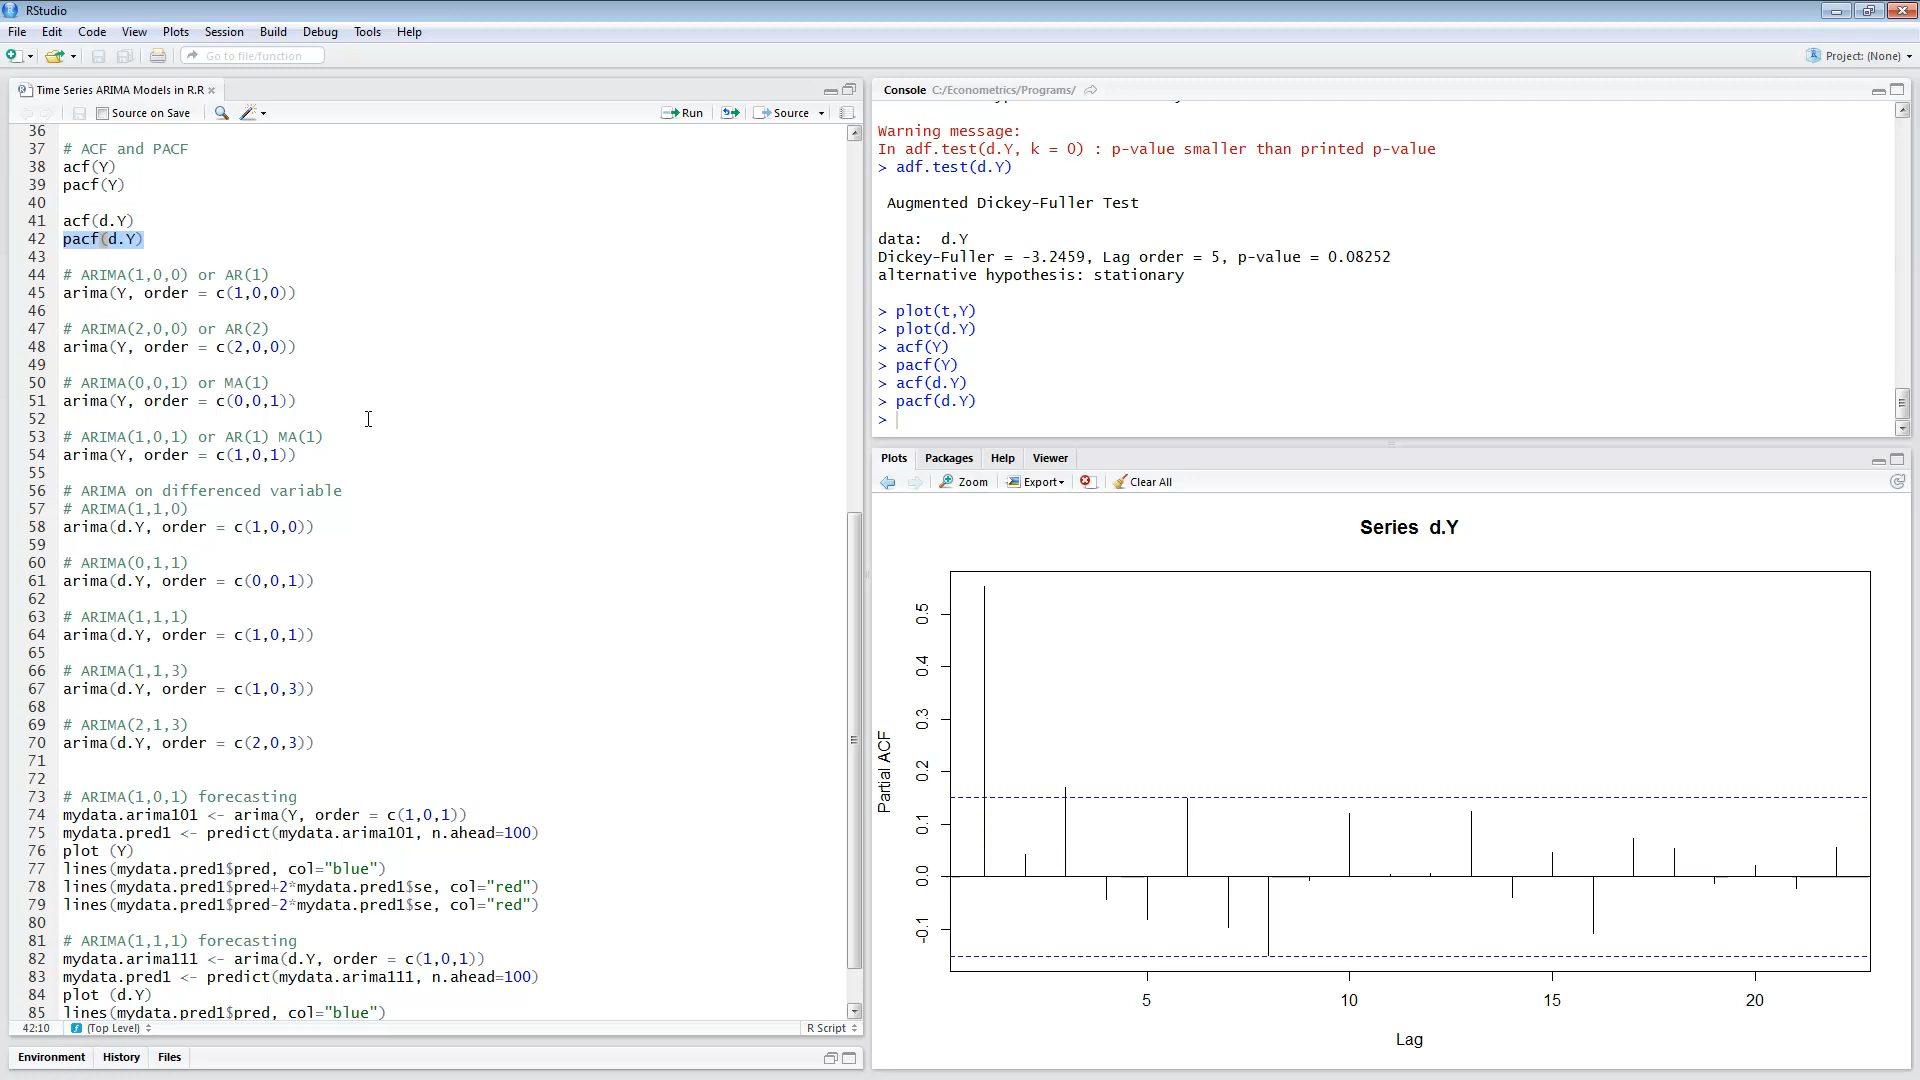 RStudio
File Edit Code View Plots Session Build Debug Tools Help
Go to file/function
Project: (None)
Time Series ARIMA Models in R.R
Source on Save
Run
Source
36
37 # ACF and PACF
38 acf(Y)
39 pacf(Y)
40
41 acf(d.Y)
42 pacf(d.Y)
43
44 # ARIMA(1,0,0) or AR(1)
45 arima(Y, order = c(1,0,0))
46
47 # ARIMA(2,0,0) or AR(2)
48 arima(Y, order = c(2,0,0))
49
50 # ARIMA(0,0,1) or MA(1)
51 arima(Y, order = c(0,0,1))
52
53 # ARIMA(1,0,1) or AR(1) MA(1)
54 arima(Y, order = c(1,0,1))
55
56 # ARIMA on differenced variable
57 # ARIMA(1,1,0)
58 arima(d.Y, order = c(1,0,0))
59
60 # ARIMA(0,1,1)
61 arima(d.Y, order = c(0,0,1))
62
63 # ARIMA(1,1,1)
64 arima(d.Y, order = c(1,0,1))
65
66 # ARIMA(1,1,3)
67 arima(d.Y, order = c(1,0,3))
68
69 # ARIMA(2,1,3)
70 arima(d.Y, order = c(2,0,3))
71
72
73 # ARIMA(1,0,1) forecasting
74 mydata.arima101 <- arima(Y, order = c(1,0,1))
75 mydata.pred1 <- predict(mydata.arima101, n.ahead=100)
76 plot (Y)
77 lines(mydata.pred1$pred, col="blue")
78 lines(mydata.pred1$pred+2*mydata.pred1$se, col="red")
79 lines(mydata.pred1$pred-2*mydata.pred1$se, col="red")
80
81 # ARIMA(1,1,1) forecasting
82 mydata.arima111 <- arima(d.Y, order = c(1,0,1))
83 mydata.pred1 <- predict(mydata.arima111, n.ahead=100)
84 plot (d.Y)
85 lines(mydata.pred1$pred, col="blue")
42:10 (Top Level) R Script
Environment History Files
Console C:/Econometrics/Programs/
Warning message:
In adf.test(d.Y, k = 0) : p-value smaller than printed p-value
> adf.test(d.Y)
Augmented Dickey-Fuller Test
data: d.Y
Dickey-Fuller = -3.2459, Lag order = 5, p-value = 0.08252
alternative hypothesis: stationary
> plot(t,Y)
> plot(d.Y)
> acf(Y)
> pacf(Y)
> acf(d.Y)
> pacf(d.Y)
>
Plots Packages Help Viewer
Zoom Export Clear All
Series d.Y
Partial ACF
0.5
0.4
0.3
0.2
0.1
0.0
-0.1
5 10 15 20
Lag